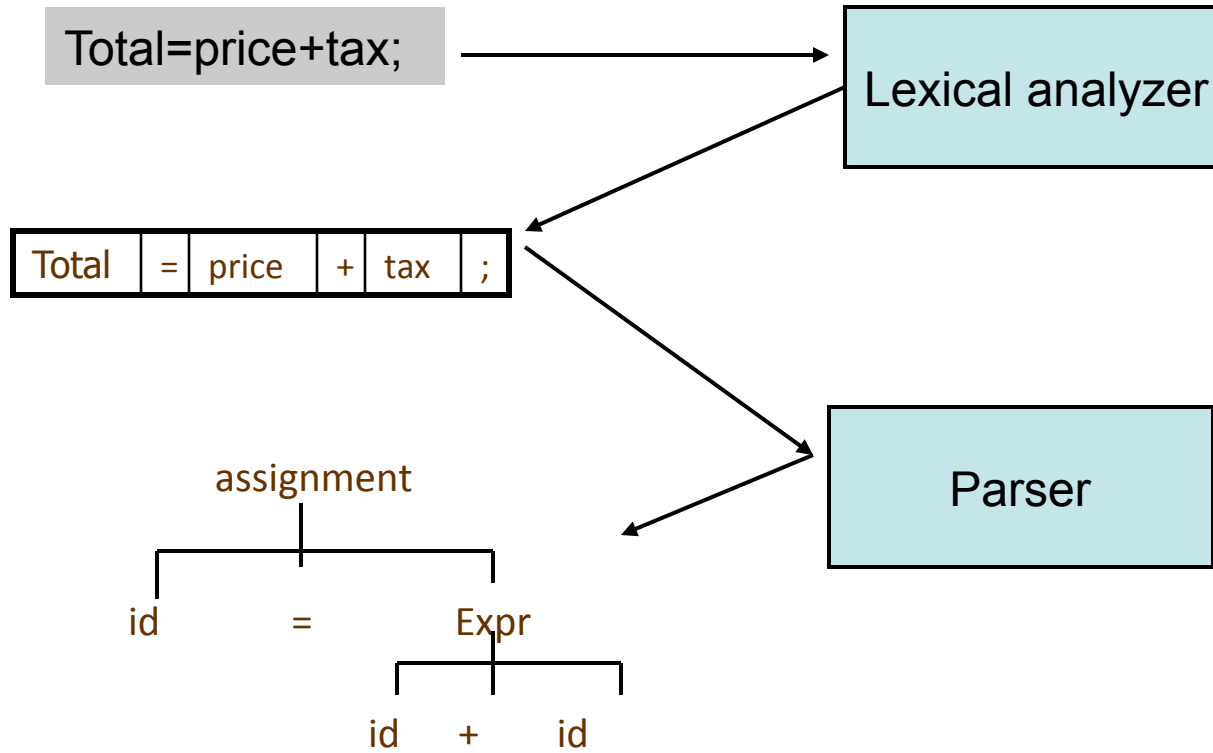 Total=price+tax;
Lexical analyzer
Total = price + tax ;
assignment
Parser
id = Expr
id + id